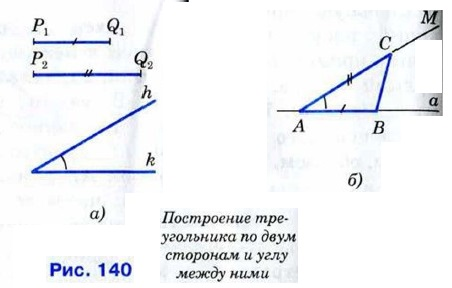 P₁ Q₁
P₂ Q₂
h
k
а)
M
C
a
A B
б)
Построение тре-
угольника по двум
сторонам и углу
между ними
Рис. 140